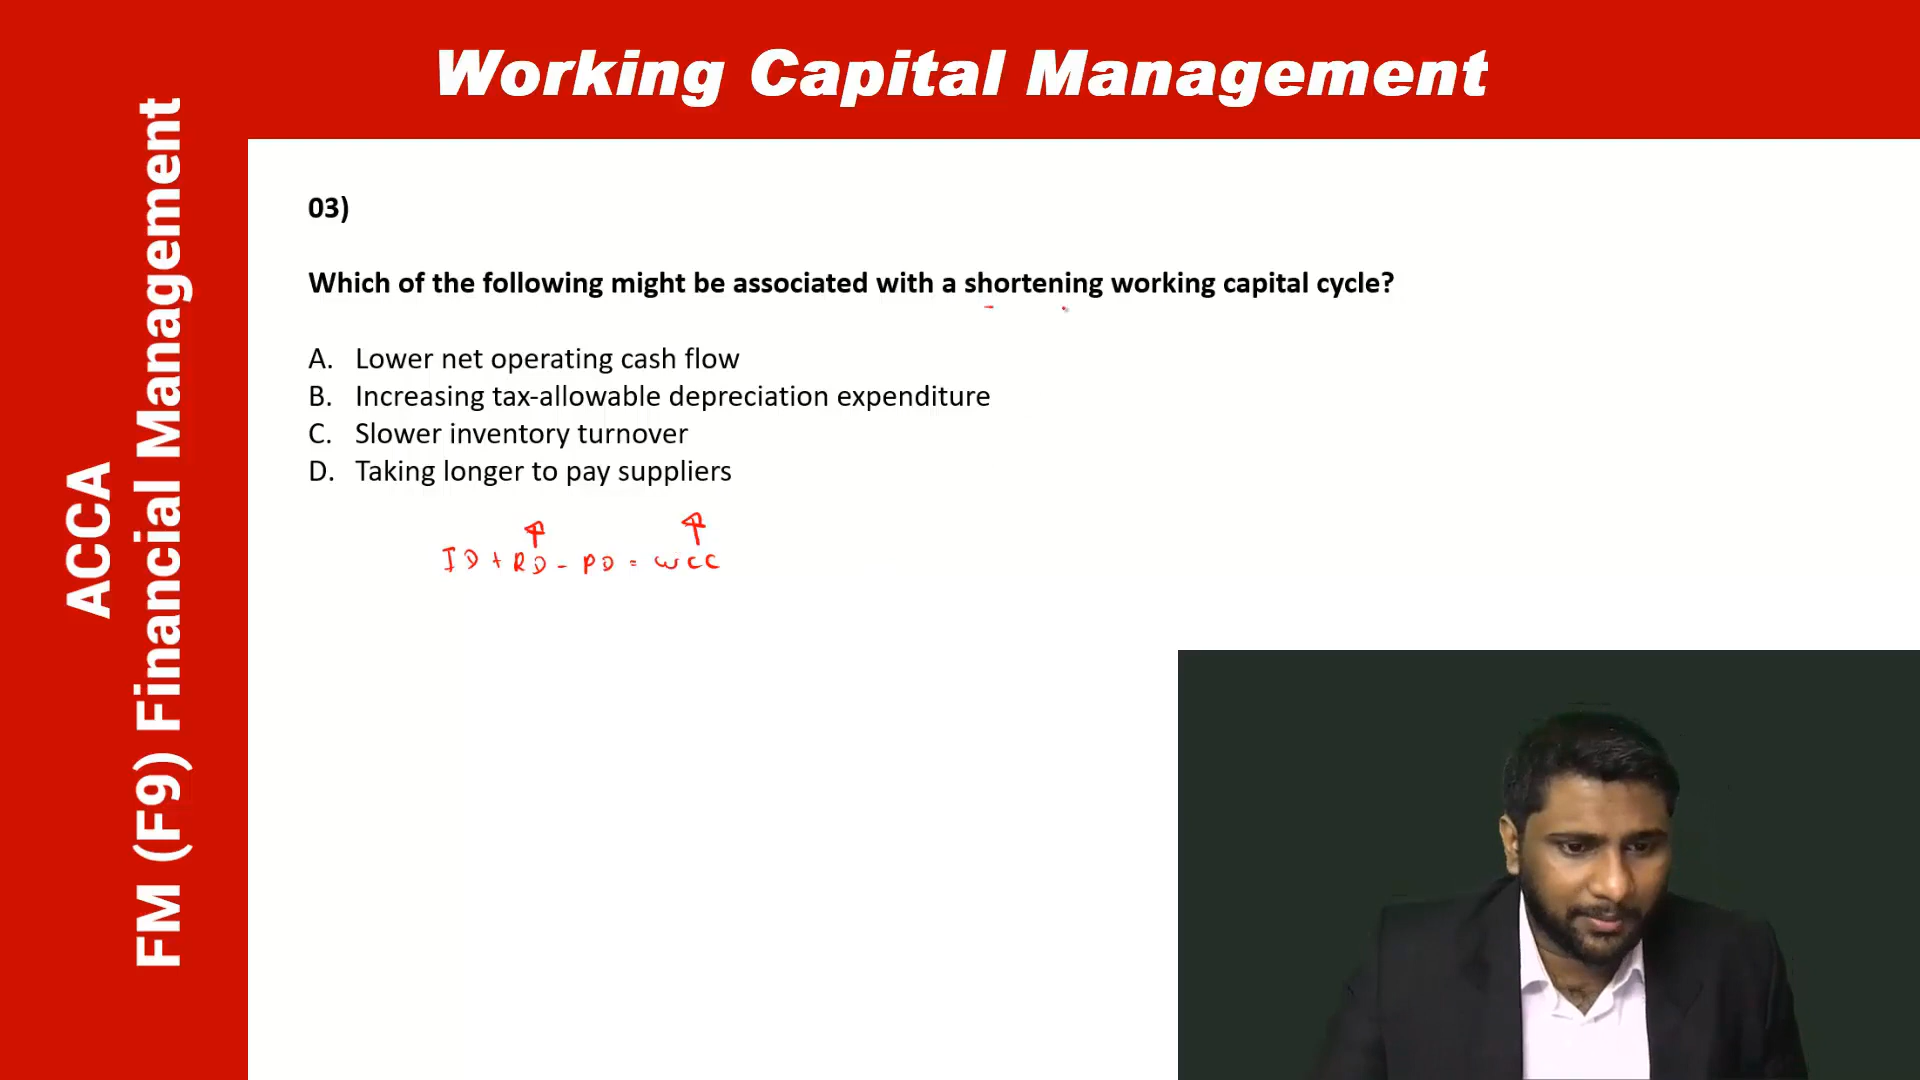 Working Capital Management
ACCA
FM (F9) Financial Management
03)
Which of the following might be associated with a shortening working capital cycle?
A. Lower net operating cash flow
B. Increasing tax-allowable depreciation expenditure
C. Slower inventory turnover
D. Taking longer to pay suppliers
ID + RD - PD = WCC